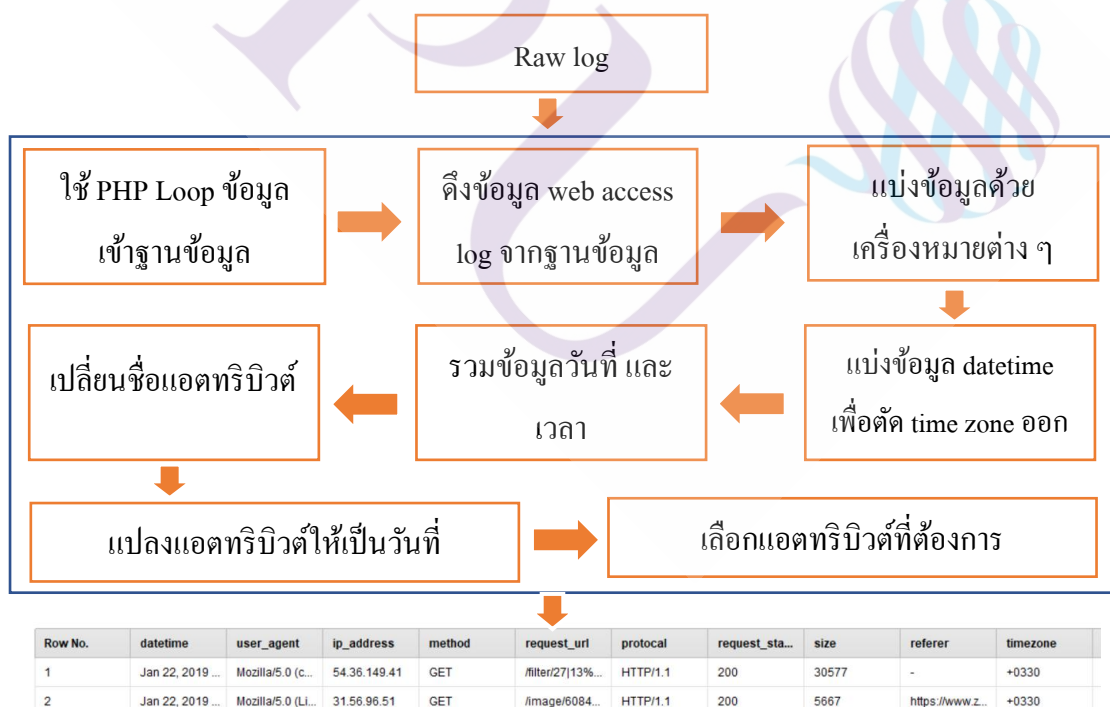 Raw log
ใช้ PHP Loop ข้อมูล
เข้าฐานข้อมูล
ดึงข้อมูล web access
log จากฐานข้อมูล
แบ่งข้อมูลด้วย
เครื่องหมายต่าง ๆ
แบ่งข้อมูล datetime
เพื่อตัด time zone ออก
รวมข้อมูลวันที่ และ
เวลา
เปลี่ยนชื่อแอตทริบิวต์
แปลงแอตทริบิวต์ให้เป็นวันที่
เลือกแอตทริบิวต์ที่ต้องการ
Row No. datetime user_agent ip_address method request_url protocal request_sta... size referer timezone
1 Jan 22, 2019 ... Mozilla/5.0 (c... 54.36.149.41 GET /filter/27|13%... HTTP/1.1 200 30577 - +0330
2 Jan 22, 2019 ... Mozilla/5.0 (Li... 31.56.96.51 GET /image/6084... HTTP/1.1 200 5667 https://www.z... +0330